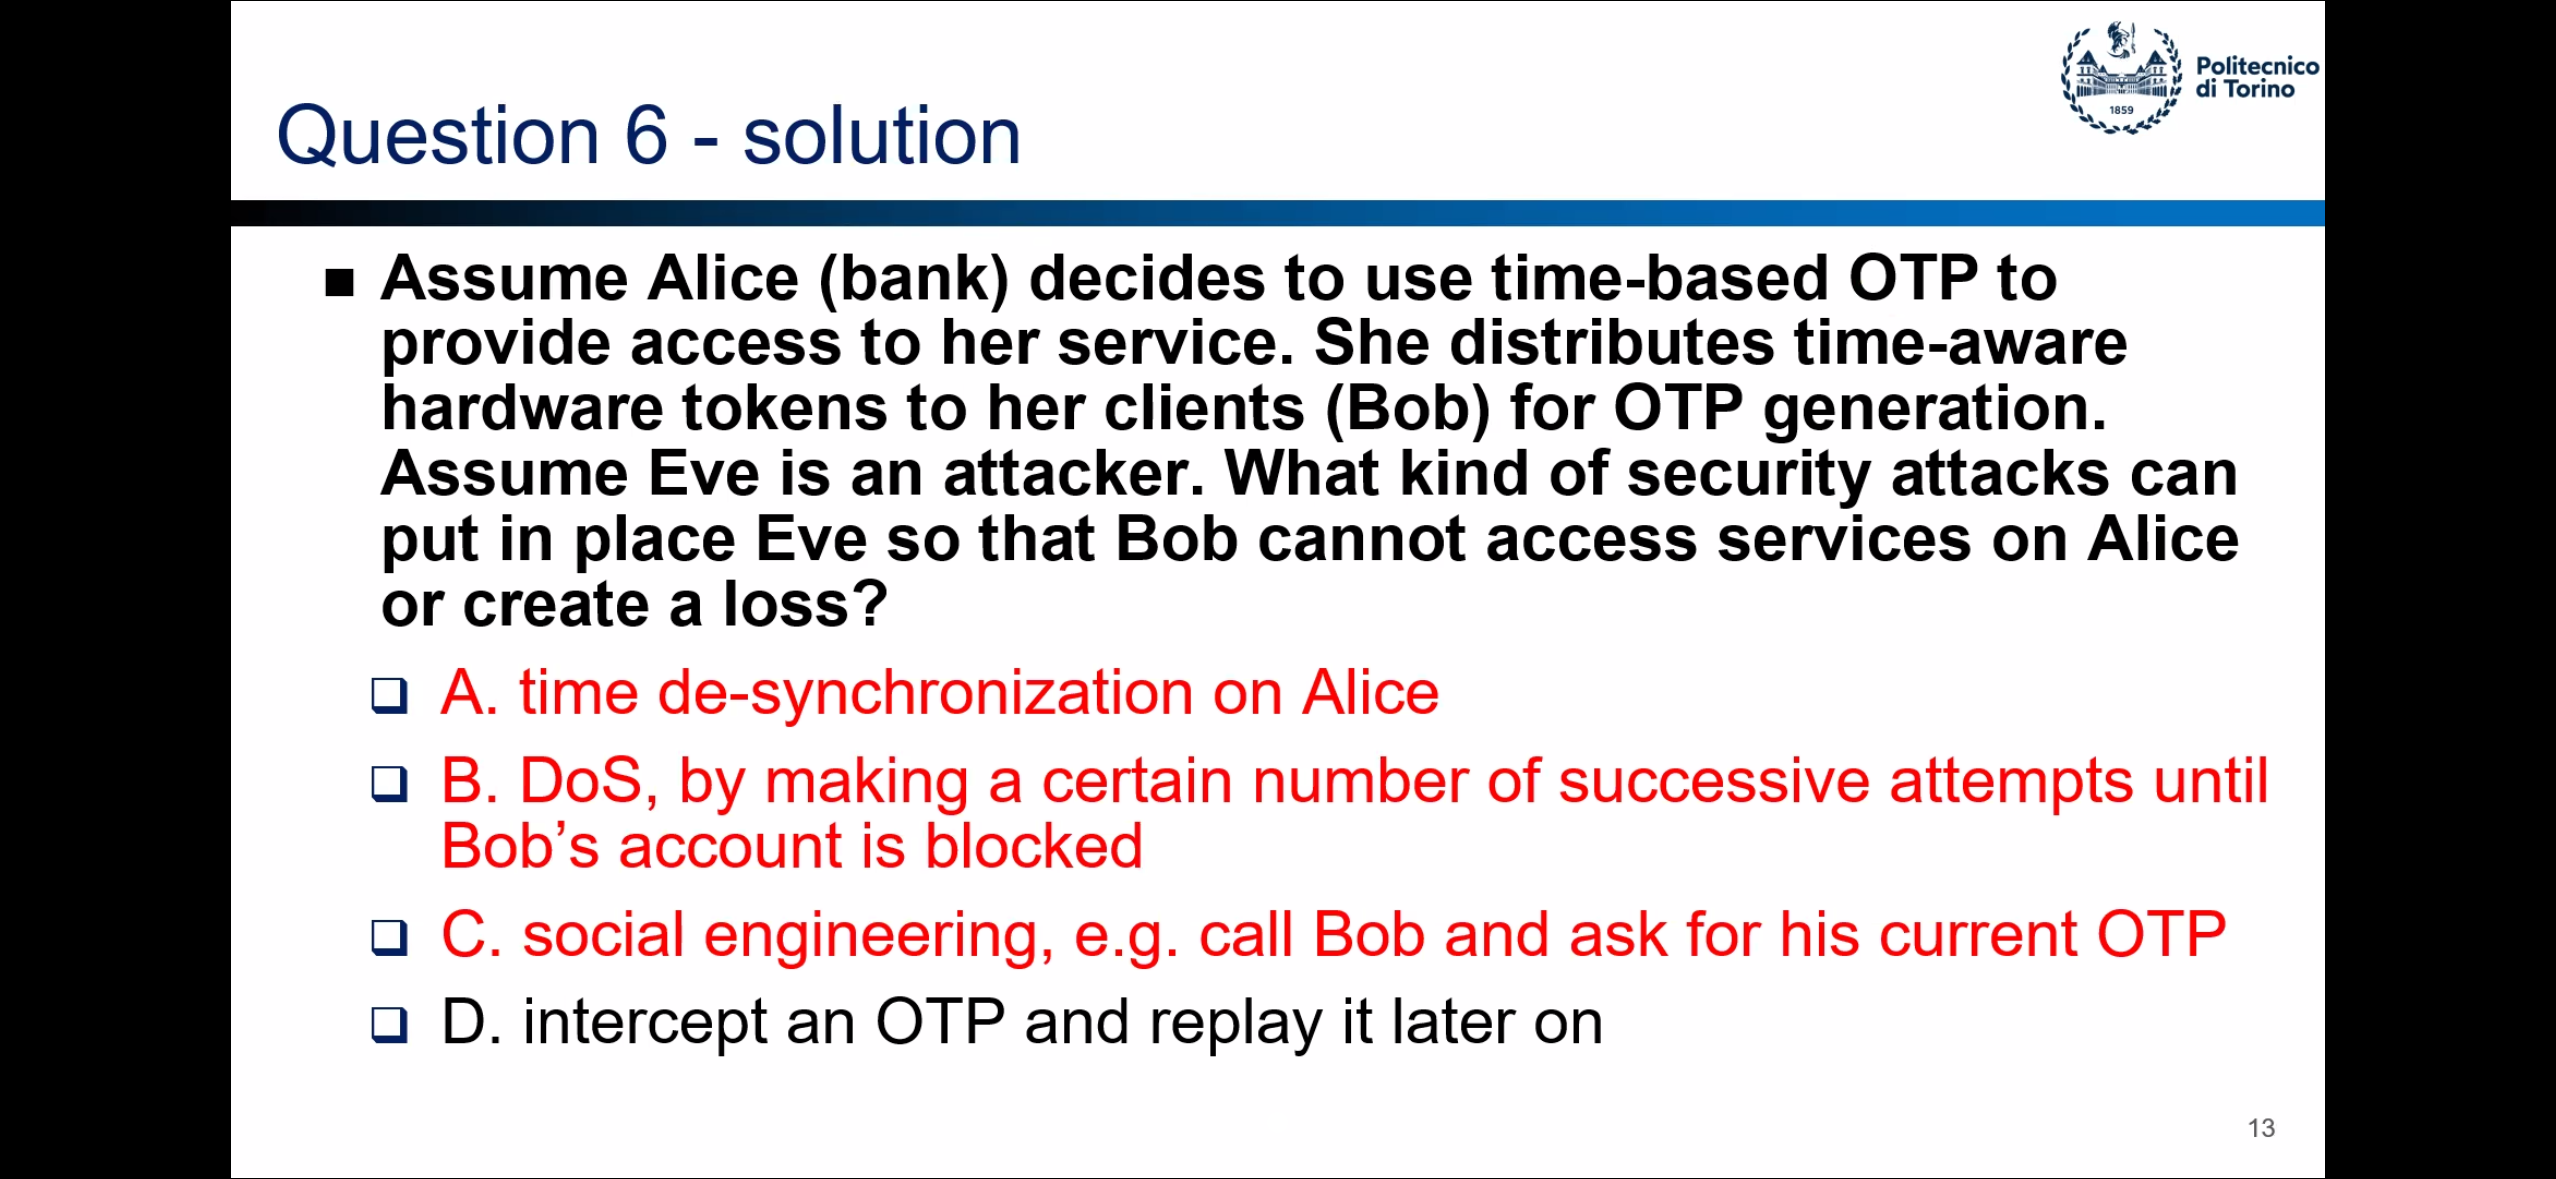 Politecnico
di Torino
1859
Question 6 - solution
Assume Alice (bank) decides to use time-based OTP to
provide access to her service. She distributes time-aware
hardware tokens to her clients (Bob) for OTP generation.
Assume Eve is an attacker. What kind of security attacks can
put in place Eve so that Bob cannot access services on Alice
or create a loss?
A. time de-synchronization on Alice
B. DoS, by making a certain number of successive attempts until
Bob’s account is blocked
C. social engineering, e.g. call Bob and ask for his current OTP
D. intercept an OTP and replay it later on
13